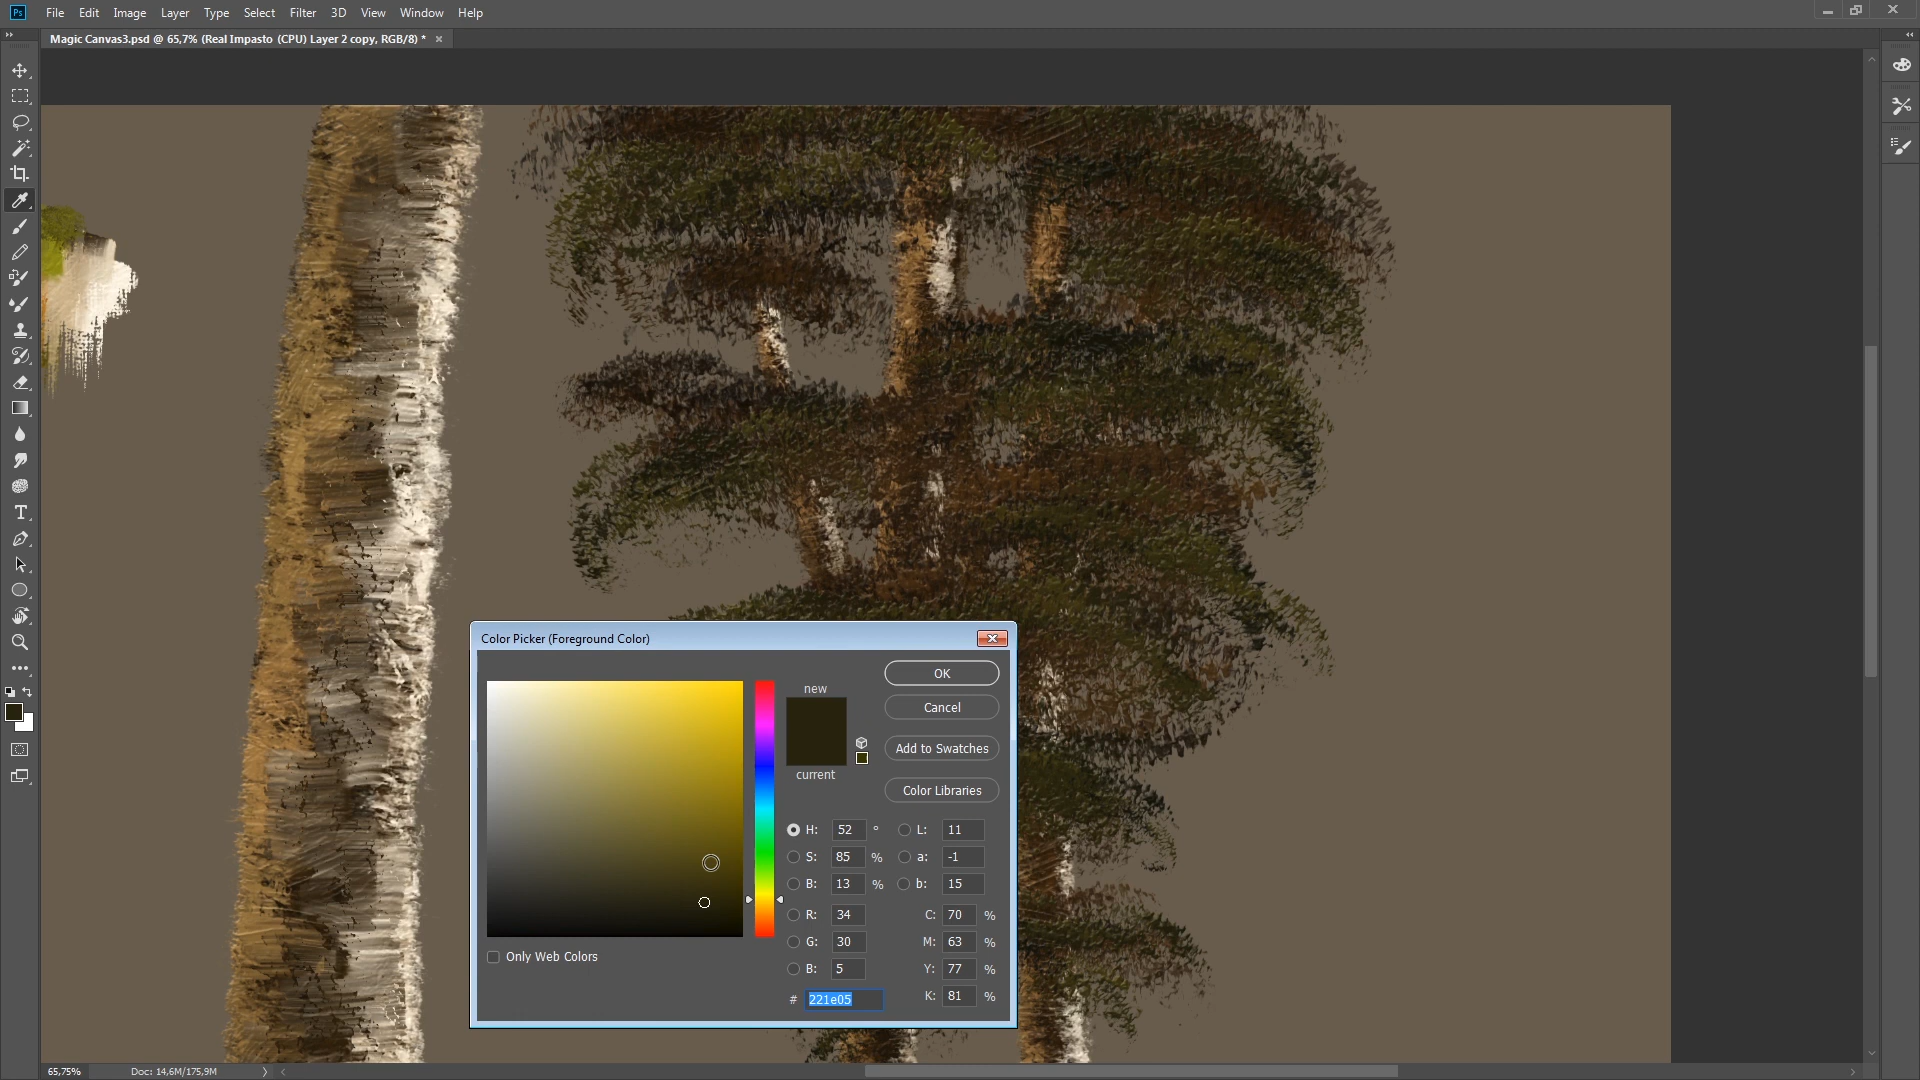 Ps File Edit Image Layer Type Select Filter 3D View Window Help
Magic Canvas3.psd @ 65,7% (Real Impasto (CPU) Layer 2 copy, RGB/8) *
Color Picker (Foreground Color)
new
current
OK
Cancel
Add to Swatches
Color Libraries
H: 52 °
S: 85 %
B: 13 %
R: 34
G: 30
B: 5
# 221e05
L: 11
a: -1
b: 15
C: 70 %
M: 63 %
Y: 77 %
K: 81 %
Only Web Colors
65,75% Doc: 14,6M/175,9M